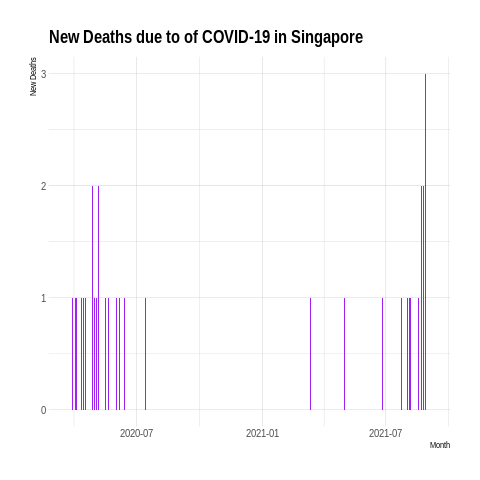 New Deaths due to of COVID-19 in Singapore
New Deaths
3
2
1
0
2020-07
2021-01
2021-07
Month